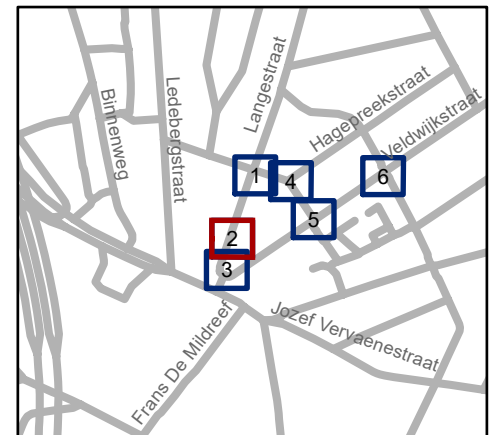 Binnenweg
Ledebergstraat
Langestraat
Hagepreekstraat
Veldwijkstraat
1
4
6
5
2
3
Jozef Vervaenestraat
Frans De Mildreef